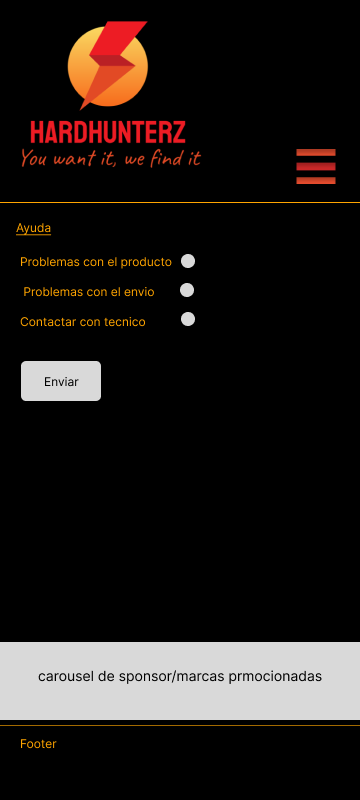 HARDHUNTERZ
You want it, we find it
Ayuda
Problemas con el producto
Problemas con el envio
Contactar con tecnico
Enviar
carousel de sponsor/marcas prmocionadas
Footer